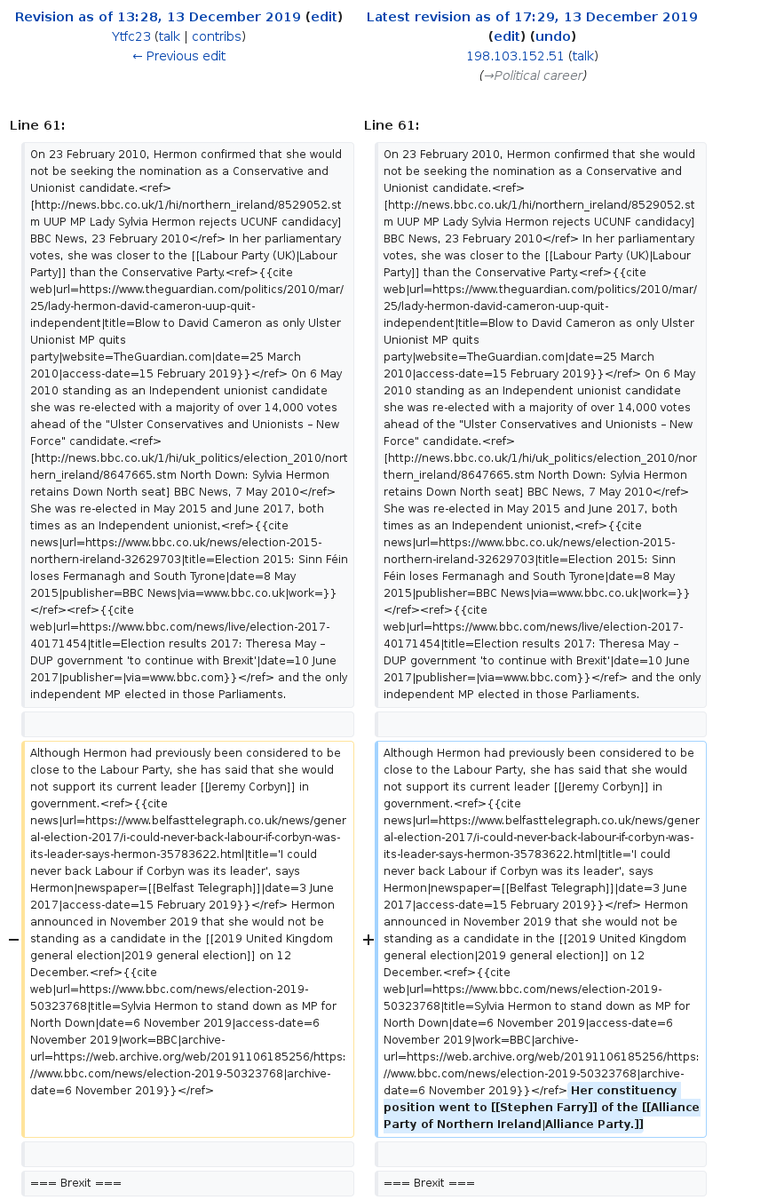 Revision as of 13:28, 13 December 2019 (edit)
Ytfc23 (talk | contribs)
← Previous edit
Latest revision as of 17:29, 13 December 2019
(edit) (undo)
198.103.152.51 (talk)
(→Political career)
Line 61:
On 23 February 2010, Hermon confirmed that she would
not be seeking the nomination as a Conservative and
Unionist candidate.<ref>
[http://news.bbc.co.uk/1/hi/northern_ireland/8529052.st
m UUP MP Lady Sylvia Hermon rejects UCUNF candidacy]
BBC News, 23 February 2010</ref> In her parliamentary
votes, she was closer to the [[Labour Party (UK)|Labour
Party]] than the Conservative Party.<ref>{{cite
web|url=https://www.theguardian.com/politics/2010/mar/
25/lady-hermon-david-cameron-uup-quit-
independent|title=Blow to David Cameron as only Ulster
Unionist MP quits
party|website=TheGuardian.com|date=25 March
2010|access-date=15 February 2019}}</ref> On 6 May
2010 standing as an Independent unionist candidate
she was re-elected with a majority of over 14,000 votes
ahead of the "Ulster Conservatives and Unionists – New
Force" candidate.<ref>
[http://news.bbc.co.uk/1/hi/uk_politics/election_2010/nort
hern_ireland/8647665.stm North Down: Sylvia Hermon
retains Down North seat] BBC News, 7 May 2010</ref>
She was re-elected in May 2015 and June 2017, both
times as an Independent unionist,<ref>{{cite
news|url=https://www.bbc.co.uk/news/election-2015-
northern-ireland-32629703|title=Election 2015: Sinn Féin
loses Fermanagh and South Tyrone|date=8 May
2015|publisher=BBC News|via=www.bbc.co.uk|work=}}
</ref><ref>{{cite
web|url=https://www.bbc.com/news/live/election-2017-
40171454|title=Election results 2017: Theresa May –
DUP government 'to continue with Brexit'|date=10 June
2017|publisher=|via=www.bbc.com}}</ref> and the only
independent MP elected in those Parliaments.
Line 61:
On 23 February 2010, Hermon confirmed that she would
not be seeking the nomination as a Conservative and
Unionist candidate.<ref>
[http://news.bbc.co.uk/1/hi/northern_ireland/8529052.st
m UUP MP Lady Sylvia Hermon rejects UCUNF candidacy]
BBC News, 23 February 2010</ref> In her parliamentary
votes, she was closer to the [[Labour Party (UK)|Labour
Party]] than the Conservative Party.<ref>{{cite
web|url=https://www.theguardian.com/politics/2010/mar/
25/lady-hermon-david-cameron-uup-quit-
independent|title=Blow to David Cameron as only Ulster
Unionist MP quits
party|website=TheGuardian.com|date=25 March
2010|access-date=15 February 2019}}</ref> On 6 May
2010 standing as an Independent unionist candidate
she was re-elected with a majority of over 14,000 votes
ahead of the "Ulster Conservatives and Unionists – New
Force" candidate.<ref>
[http://news.bbc.co.uk/1/hi/uk_politics/election_2010/nor
thern_ireland/8647665.stm North Down: Sylvia Hermon
retains Down North seat] BBC News, 7 May 2010</ref>
She was re-elected in May 2015 and June 2017, both
times as an Independent unionist,<ref>{{cite
news|url=https://www.bbc.co.uk/news/election-2015-
northern-ireland-32629703|title=Election 2015: Sinn
Féin loses Fermanagh and South Tyrone|date=8 May
2015|publisher=BBC News|via=www.bbc.co.uk|work=}}
</ref><ref>{{cite
web|url=https://www.bbc.com/news/live/election-2017-
40171454|title=Election results 2017: Theresa May –
DUP government 'to continue with Brexit'|date=10 June
2017|publisher=|via=www.bbc.com}}</ref> and the only
independent MP elected in those Parliaments.
−
Although Hermon had previously been considered to be
close to the Labour Party, she has said that she would
not support its current leader [[Jeremy Corbyn]] in
government.<ref>{{cite
news|url=https://www.belfasttelegraph.co.uk/news/gener
al-election-2017/i-could-never-back-labour-if-corbyn-was-
its-leader-says-hermon-35783622.html|title='I could
never back Labour if Corbyn was its leader', says
Hermon|newspaper=[[Belfast Telegraph]]|date=3 June
2017|access-date=15 February 2019}}</ref> Hermon
announced in November 2019 that she would not be
standing as a candidate in the [[2019 United Kingdom
general election|2019 general election]] on 12
December.<ref>{{cite
web|url=https://www.bbc.com/news/election-2019-
50323768|title=Sylvia Hermon to stand down as MP for
North Down|date=6 November 2019|access-date=6
November 2019|work=BBC|archive-
url=https://web.archive.org/web/20191106185256/https:
//www.bbc.com/news/election-2019-50323768|archive-
date=6 November 2019}}</ref>
+
Although Hermon had previously been considered to be
close to the Labour Party, she has said that she would
not support its current leader [[Jeremy Corbyn]] in
government.<ref>{{cite
news|url=https://www.belfasttelegraph.co.uk/news/gener
al-election-2017/i-could-never-back-labour-if-corbyn-was-
its-leader-says-hermon-35783622.html|title='I could
never back Labour if Corbyn was its leader', says
Hermon|newspaper=[[Belfast Telegraph]]|date=3 June
2017|access-date=15 February 2019}}</ref> Hermon
announced in November 2019 that she would not be
standing as a candidate in the [[2019 United Kingdom
general election|2019 general election]] on 12
December.<ref>{{cite
web|url=https://www.bbc.com/news/election-2019-
50323768|title=Sylvia Hermon to stand down as MP for
North Down|date=6 November 2019|access-date=6
November 2019|work=BBC|archive-
url=https://web.archive.org/web/20191106185256/https:
//www.bbc.com/news/election-2019-50323768|archive-
date=6 November 2019}}</ref> Her constituency
position went to [[Stephen Farry]] of the [[Alliance
Party of Northern Ireland|Alliance Party.]]
=== Brexit ===
=== Brexit ===